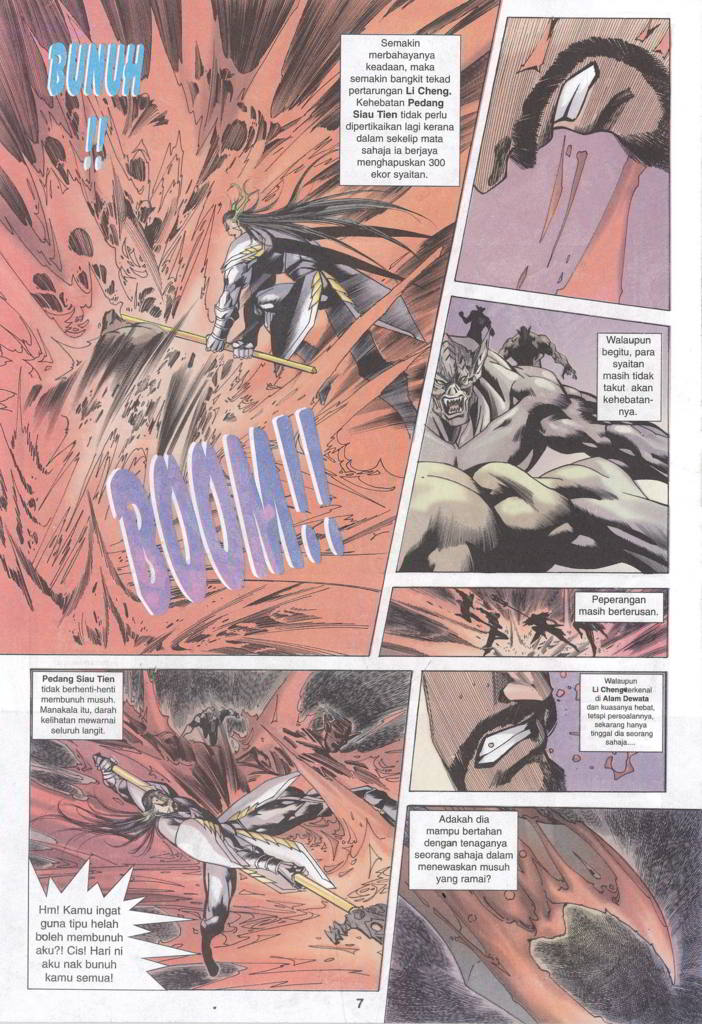 BUNUH
!!
Semakin
merbahayanya
keadaan, maka
semakin bangkit tekad
pertarungan Li Cheng.
Kehebatan Pedang
Siau Tien tidak perlu
dipertikaikan lagi kerana
dalam sekelip mata
sahaja ia berjaya
menghapuskan 300
ekor syaitan.
BOOM!!
Walaupun
begitu, para
syaitan
masih tidak
takut akan
kehebatan-
nya.
Peperangan
masih berterusan.
Pedang Siau Tien
tidak berhenti-henti
membunuh musuh.
Manakala itu, darah
kelihatan mewarnai
seluruh langit.
Hm! Kamu ingat
guna tipu helah
boleh membunuh
aku?! Cis! Hari ni
aku nak bunuh
kamu semua!
Walaupun
Li Cheng terkenal
di Alam Dewata
dan kuasanya hebat,
tetspi persoalannya,
sekarang hanya
tinggal dia seorang
sahaja....
Adakah dia
mampu bertahan
dengan tenaganya
seorang sahaja dalam
menewaskan musuh
yang ramai?
7